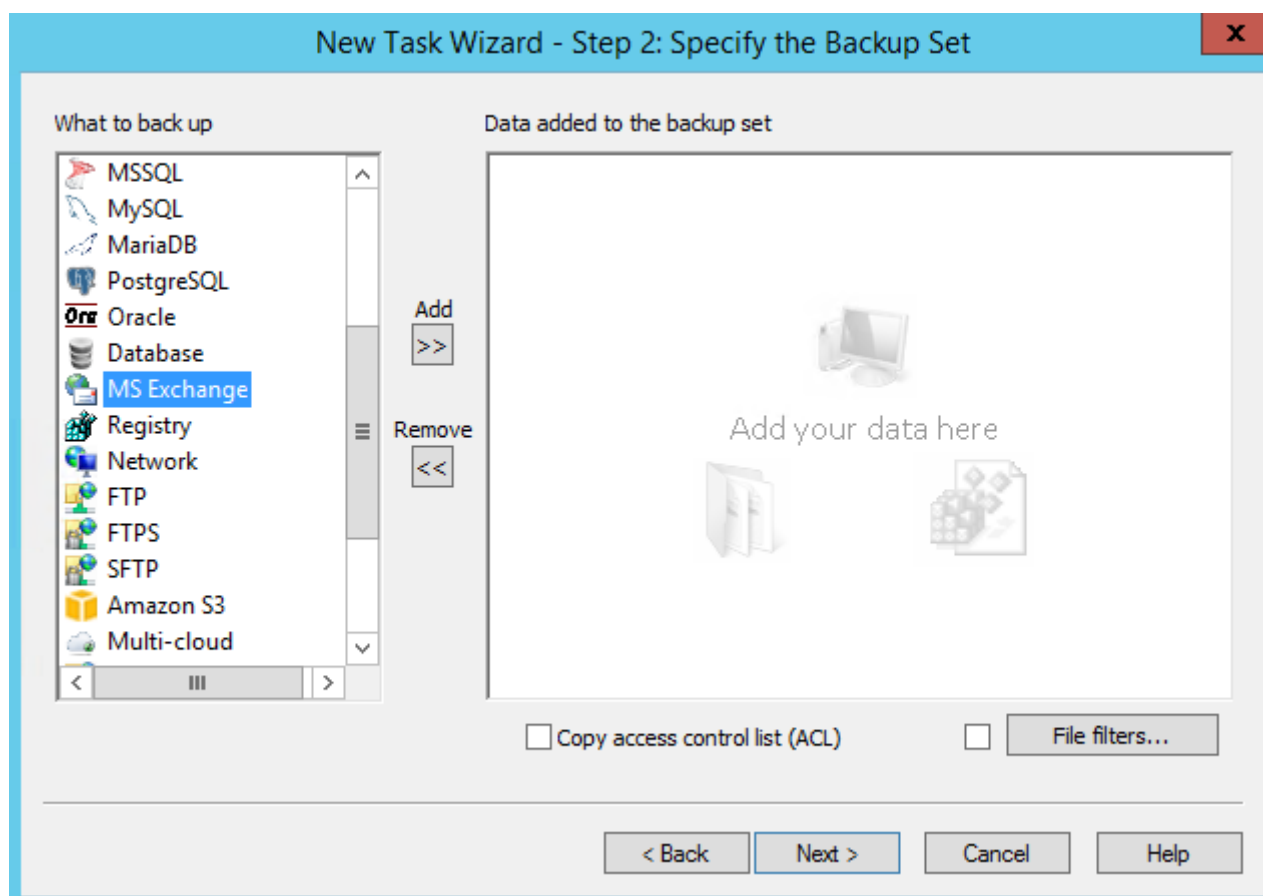 New Task Wizard - Step 2: Specify the Backup Set
x
What to back up
Data added to the backup set
MSSQL
MySQL
MariaDB
PostgreSQL
Ora Oracle
Database
MS Exchange
Registry
Network
FTP
FTPS
SFTP
Amazon S3
Multi-cloud
Add
>>
Remove
<<
Add your data here
Copy access control list (ACL)
File filters...
< Back
Next >
Cancel
Help